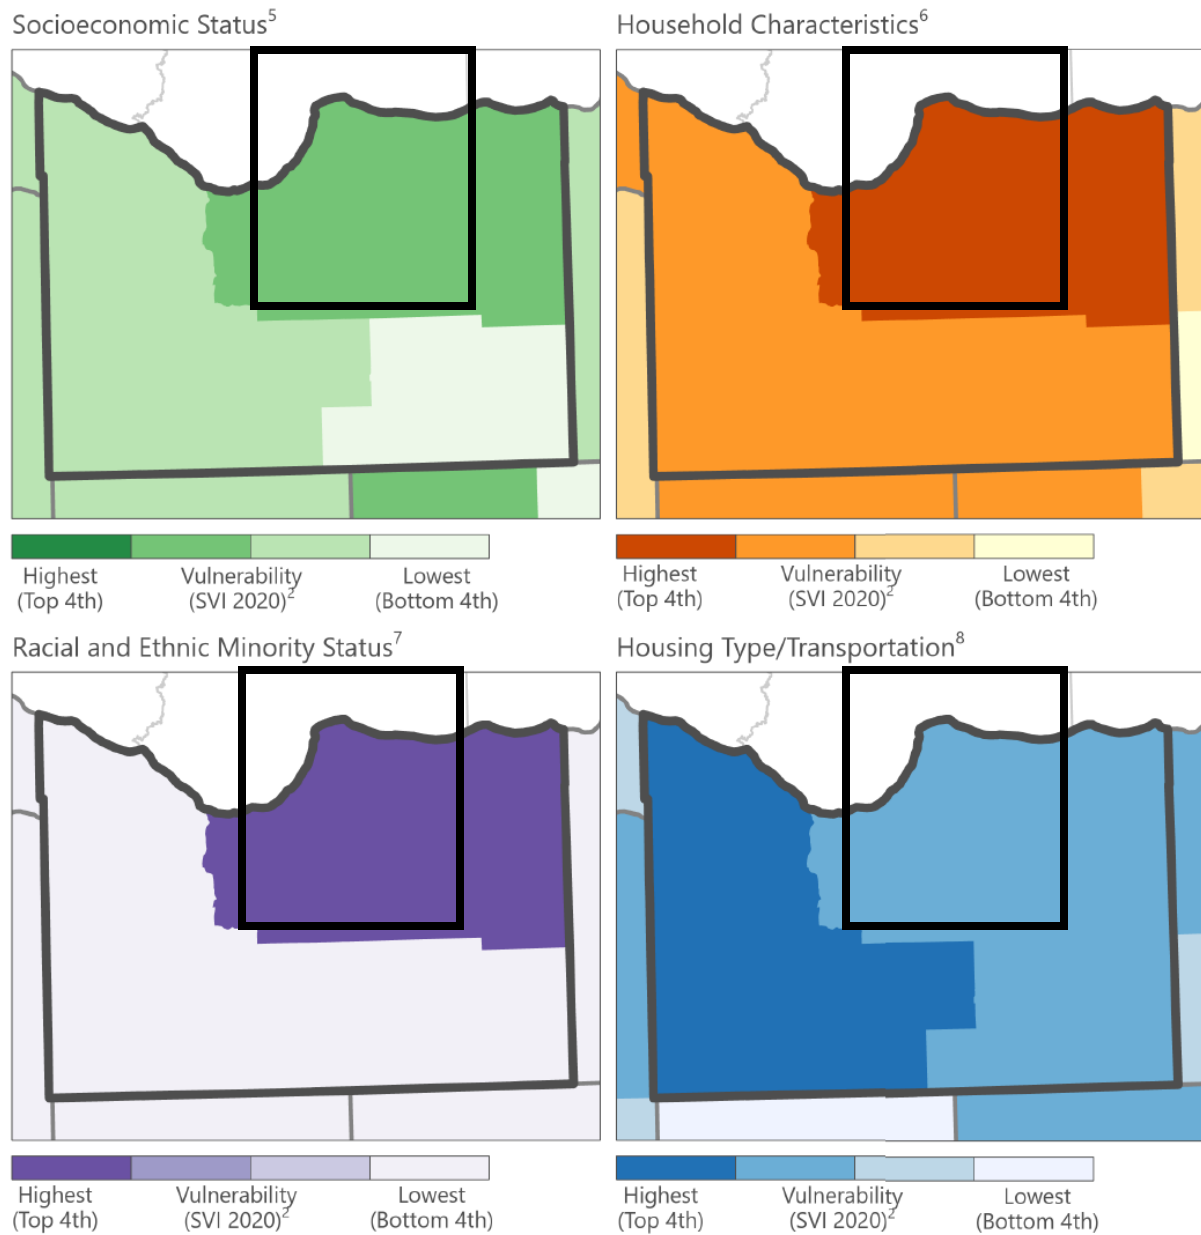 Socioeconomic Status5
Household Characteristics6
Highest
(Top 4th)
Vulnerability
(SVI 2020)2
Lowest
(Bottom 4th)
Highest
(Top 4th)
Vulnerability
(SVI 2020)2
Lowest
(Bottom 4th)
Racial and Ethnic Minority Status7
Housing Type/Transportation8
Highest
(Top 4th)
Vulnerability
(SVI 2020)2
Lowest
(Bottom 4th)
Highest
(Top 4th)
Vulnerability
(SVI 2020)2
Lowest
(Bottom 4th)